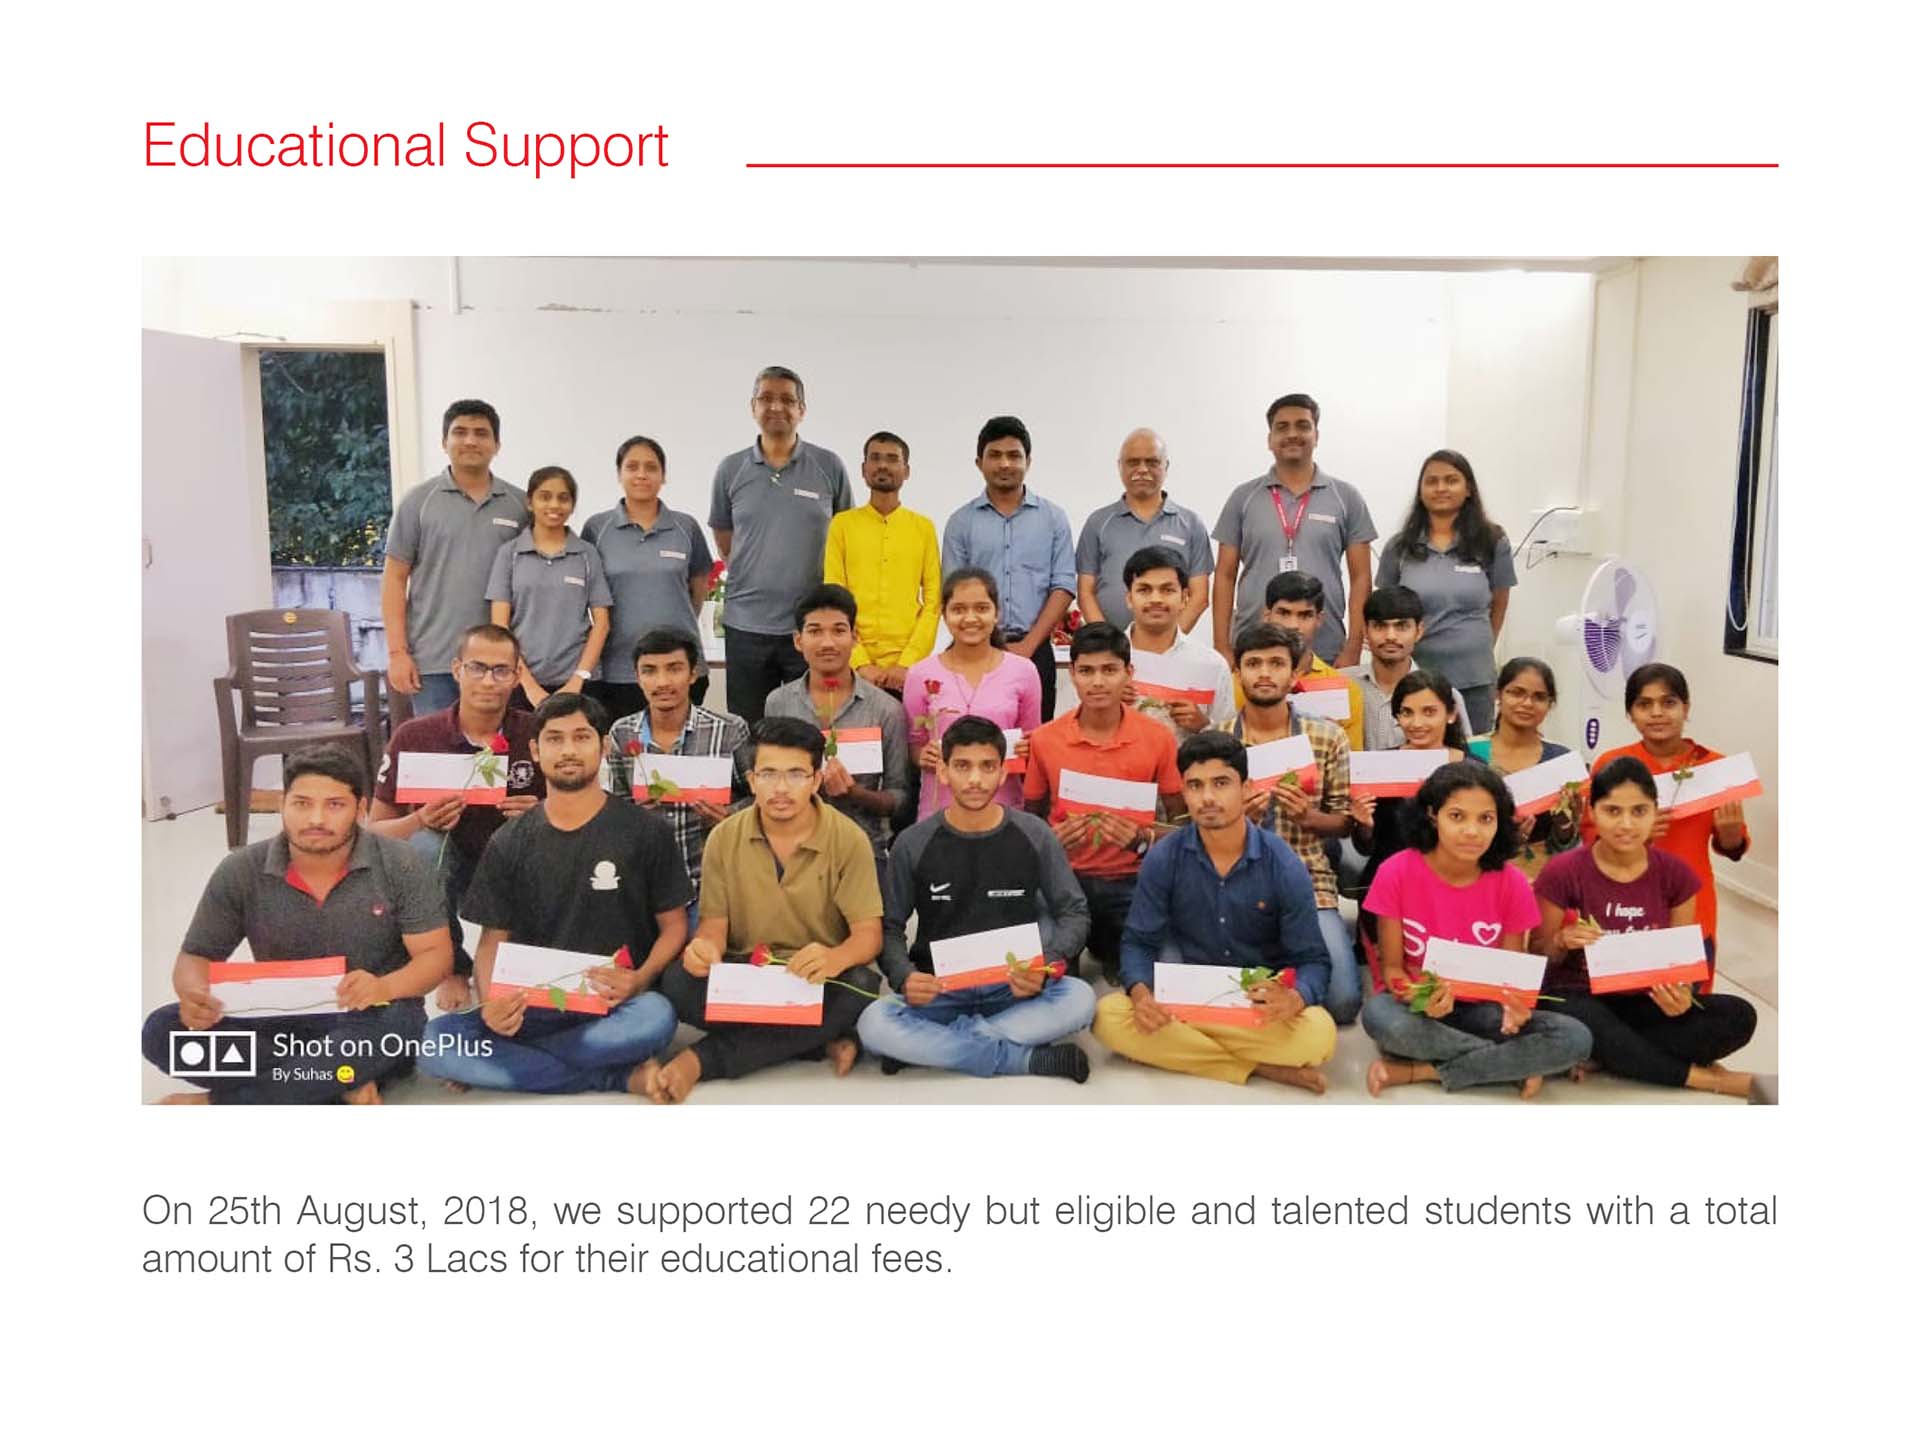 Educational Support
I hope
Shot on OnePlus
By Suhas
On 25th August, 2018, we supported 22 needy but eligible and talented students with a total
amount of Rs. 3 Lacs for their educational fees.